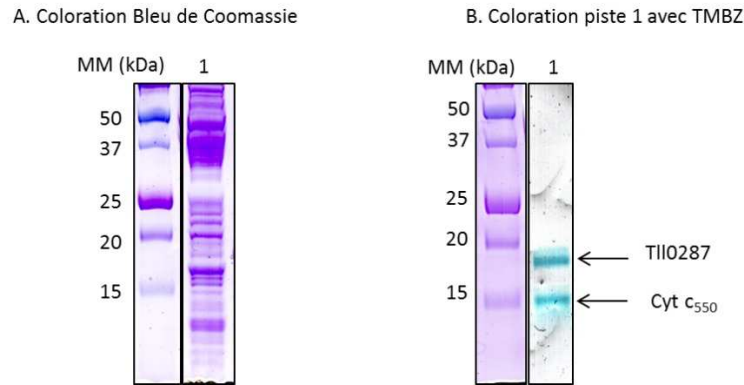 A. Coloration Bleu de Coomassie
MM (kDa) 1
50
37
25
20
15
B. Coloration piste 1 avec TMBZ
MM (kDa) 1
50
37
25
20
15
Tll0287
Cyt c₅₅₀